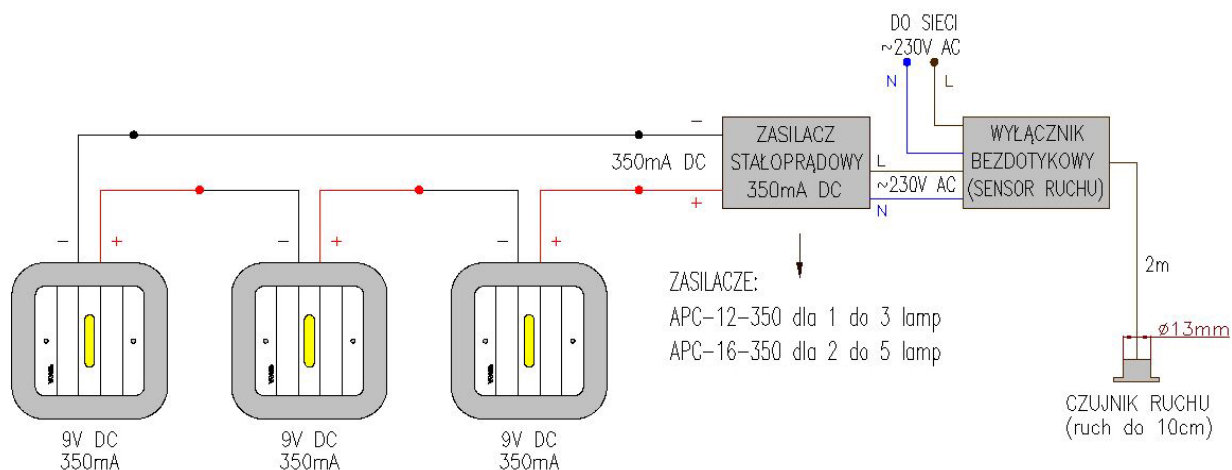 DO SIECI
~230V AC
N
L
–
350mA DC
+
ZASILACZ
STAŁOPRĄDOWY
350mA DC
L
~230V AC
N
WYŁĄCZNIK
BEZDOTYKOWY
(SENSOR RUCHU)
– +
– +
– +
2m
ZASILACZE:
APC-12-350 dla 1 do 3 lamp
APC-16-350 dla 2 do 5 lamp
ø13mm
CZUJNIK RUCHU
(ruch do 10cm)
9V DC
350mA
9V DC
350mA
9V DC
350mA